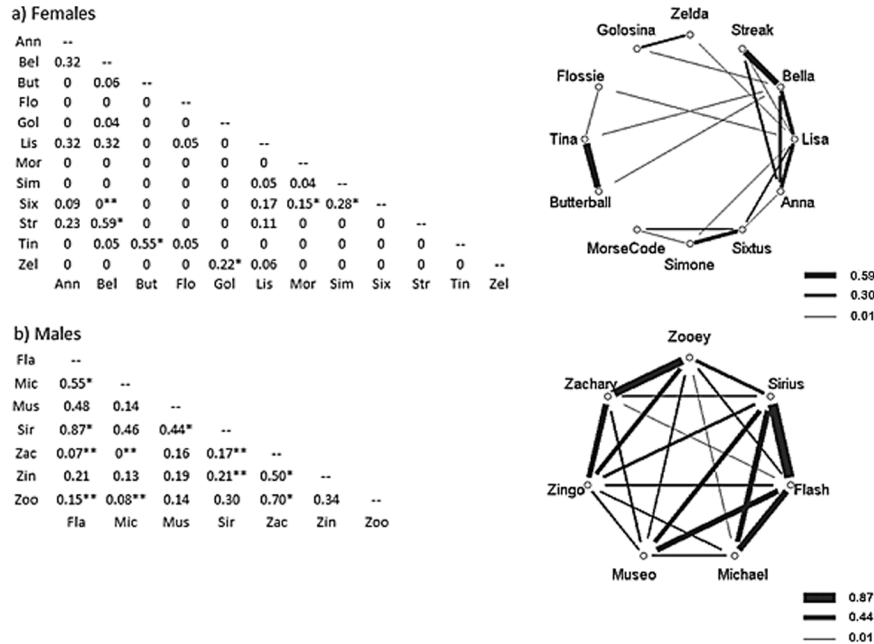 a) Females
Ann --
Bel 0.32 --
But 0 0.06 --
Flo 0 0 0 --
Gol 0 0.04 0 0 --
Lis 0.32 0.32 0 0.05 0 --
Mor 0 0 0 0 0 0 --
Sim 0 0 0 0 0 0.05 0.04 --
Six 0.09 0** 0 0 0 0.17 0.15* 0.28* --
Str 0.23 0.59* 0 0 0 0.11 0 0 0 --
Tin 0 0.05 0.55* 0.05 0 0 0 0 0 0 --
Zel 0 0 0 0 0.22* 0.06 0 0 0 0 0 --
Ann Bel But Flo Gol Lis Mor Sim Six Str Tin Zel
Zelda
Golosina
Streak
Flossie
Bella
Tina
Lisa
Butterball
Anna
MorseCode
Sixtus
Simone
0.59
0.30
0.01
b) Males
Fla --
Mic 0.55* --
Mus 0.48 0.14 --
Sir 0.87* 0.46 0.44* --
Zac 0.07** 0** 0.16 0.17** --
Zin 0.21 0.13 0.19 0.21** 0.50* --
Zoo 0.15** 0.08** 0.14 0.30 0.70* 0.34 --
Fla Mic Mus Sir Zac Zin Zoo
Zooey
Zachary
Sirius
Zingo
Flash
Museo
Michael
0.87
0.44
0.01